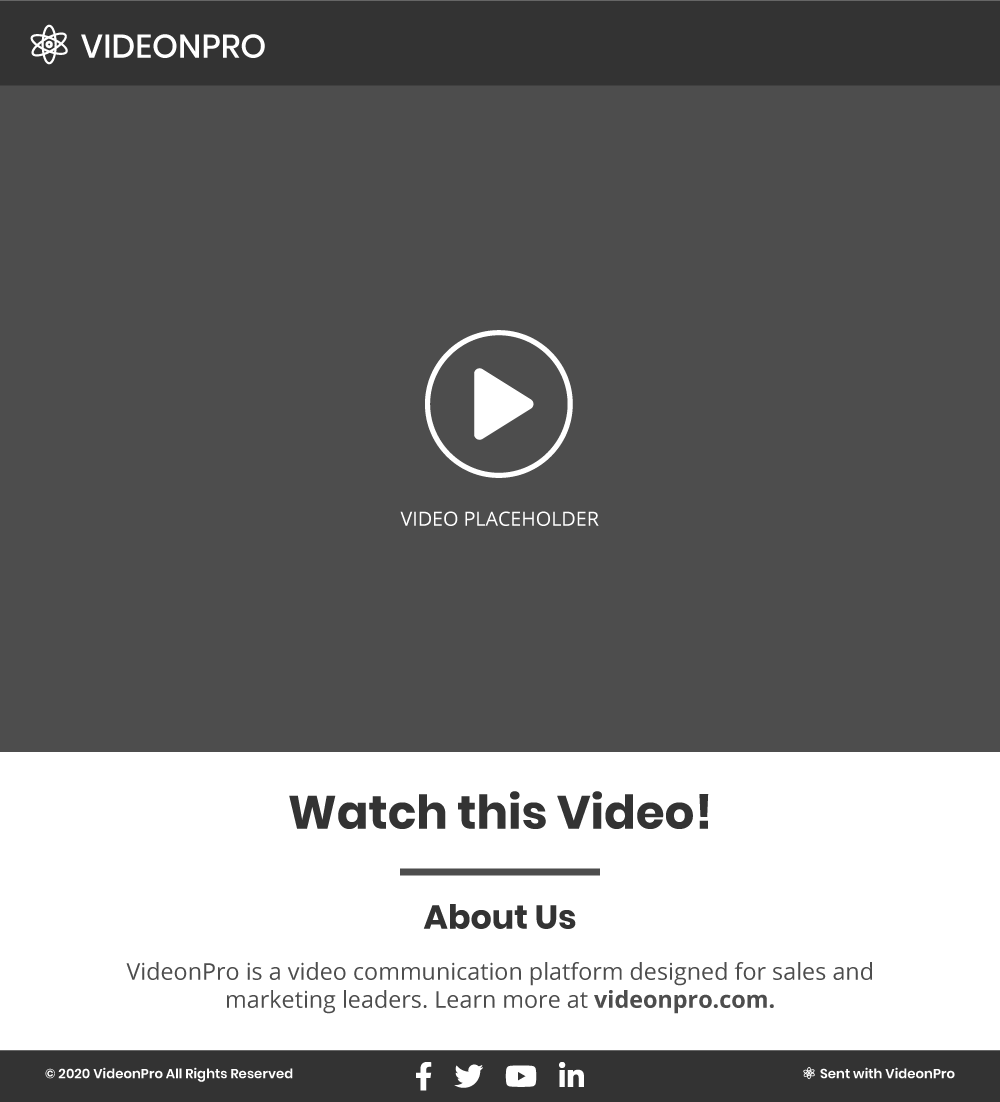 VIDEONPRO
VIDEO PLACEHOLDER
Watch this Video!
About Us
VideonPro is a video communication platform designed for sales and
marketing leaders. Learn more at videonpro.com.
© 2020 VideonPro All Rights Reserved
Sent with VideonPro